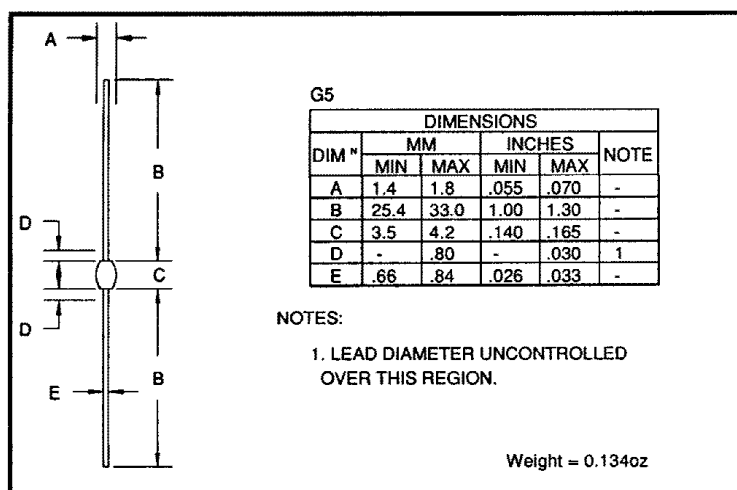 A
B
D
C
D
E
B
G5
DIMENSIONS
DIM " MM INCHES NOTE
MIN MAX MIN MAX
A 1.4 1.8 .055 .070 -
B 25.4 33.0 1.00 1.30 -
C 3.5 4.2 .140 .165 -
D - .80 - .030 1
E .66 .84 .026 .033 -
NOTES:
1. LEAD DIAMETER UNCONTROLLED
OVER THIS REGION.
Weight = 0.134oz